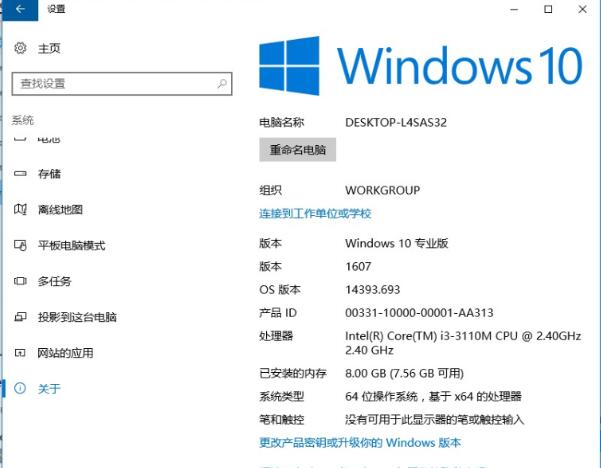 设置
主页
查找设置
系统
电池
存储
离线地图
平板电脑模式
多任务
投影到这台电脑
网站的应用
关于
Windows 10
电脑名称 DESKTOP-L4SAS32
重命名电脑
组织 WORKGROUP
连接到工作单位或学校
版本 Windows 10 专业版
版本 1607
OS 版本 14393.693
产品 ID 00331-10000-00001-AA313
处理器 Intel(R) Core(TM) i3-3110M CPU @ 2.40GHz
2.40 GHz
已安装的内存 8.00 GB (7.56 GB 可用)
系统类型 64 位操作系统，基于 x64 的处理器
笔和触控 没有可用于此显示器的笔或触控输入
更改产品密钥或升级你的 Windows 版本